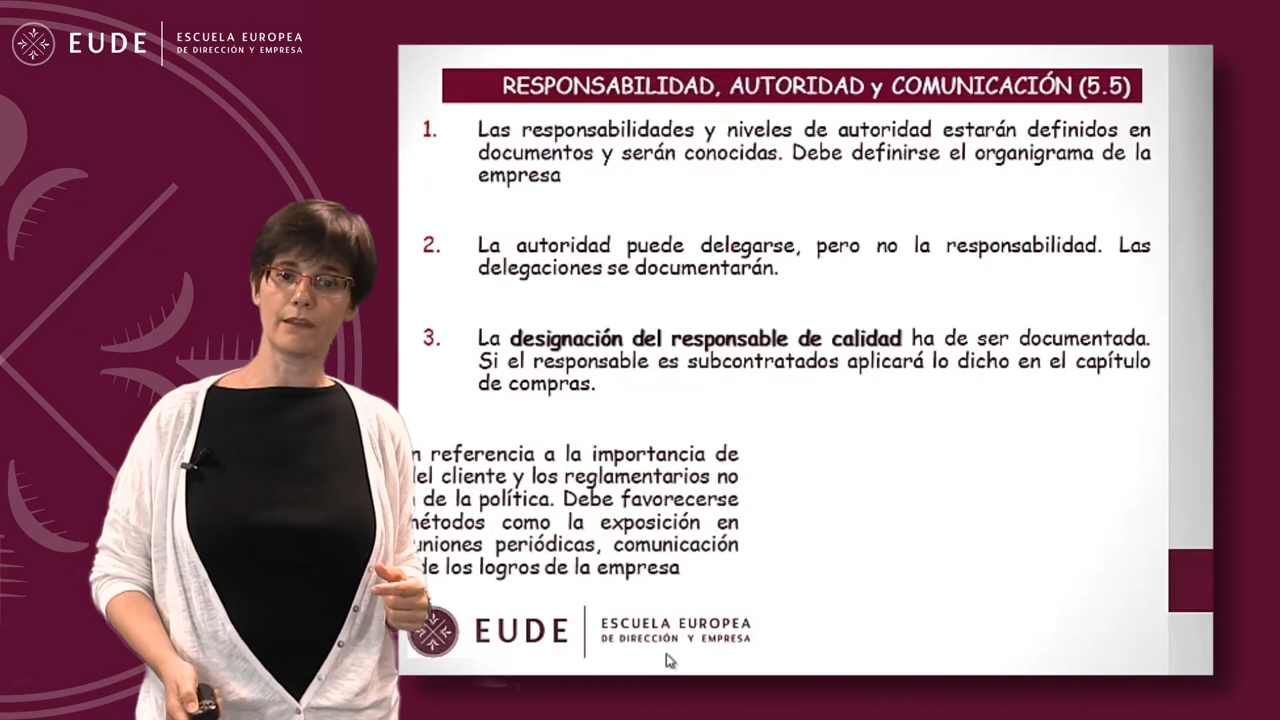 EUDE
ESCUELA EUROPEA
DE DIRECCIÓN Y EMPRESA
RESPONSABILIDAD, AUTORIDAD y COMUNICACIÓN (5.5)
1. Las responsabilidades y niveles de autoridad estarán definidos en
documentos y serán conocidas. Debe definirse el organigrama de la
empresa
2. La autoridad puede delegarse, pero no la responsabilidad. Las
delegaciones se documentarán.
3. La designación del responsable de calidad ha de ser documentada.
Si el responsable es subcontratados aplicará lo dicho en el capítulo
de compras.
referencia a la importancia de
del cliente y los reglamentarios no
de la política. Debe favorecerse
métodos como la exposición en
periódicas, comunicación
de los logros de la empresa
EUDE
ESCUELA EUROPEA
DE DIRECCIÓN Y EMPRESA